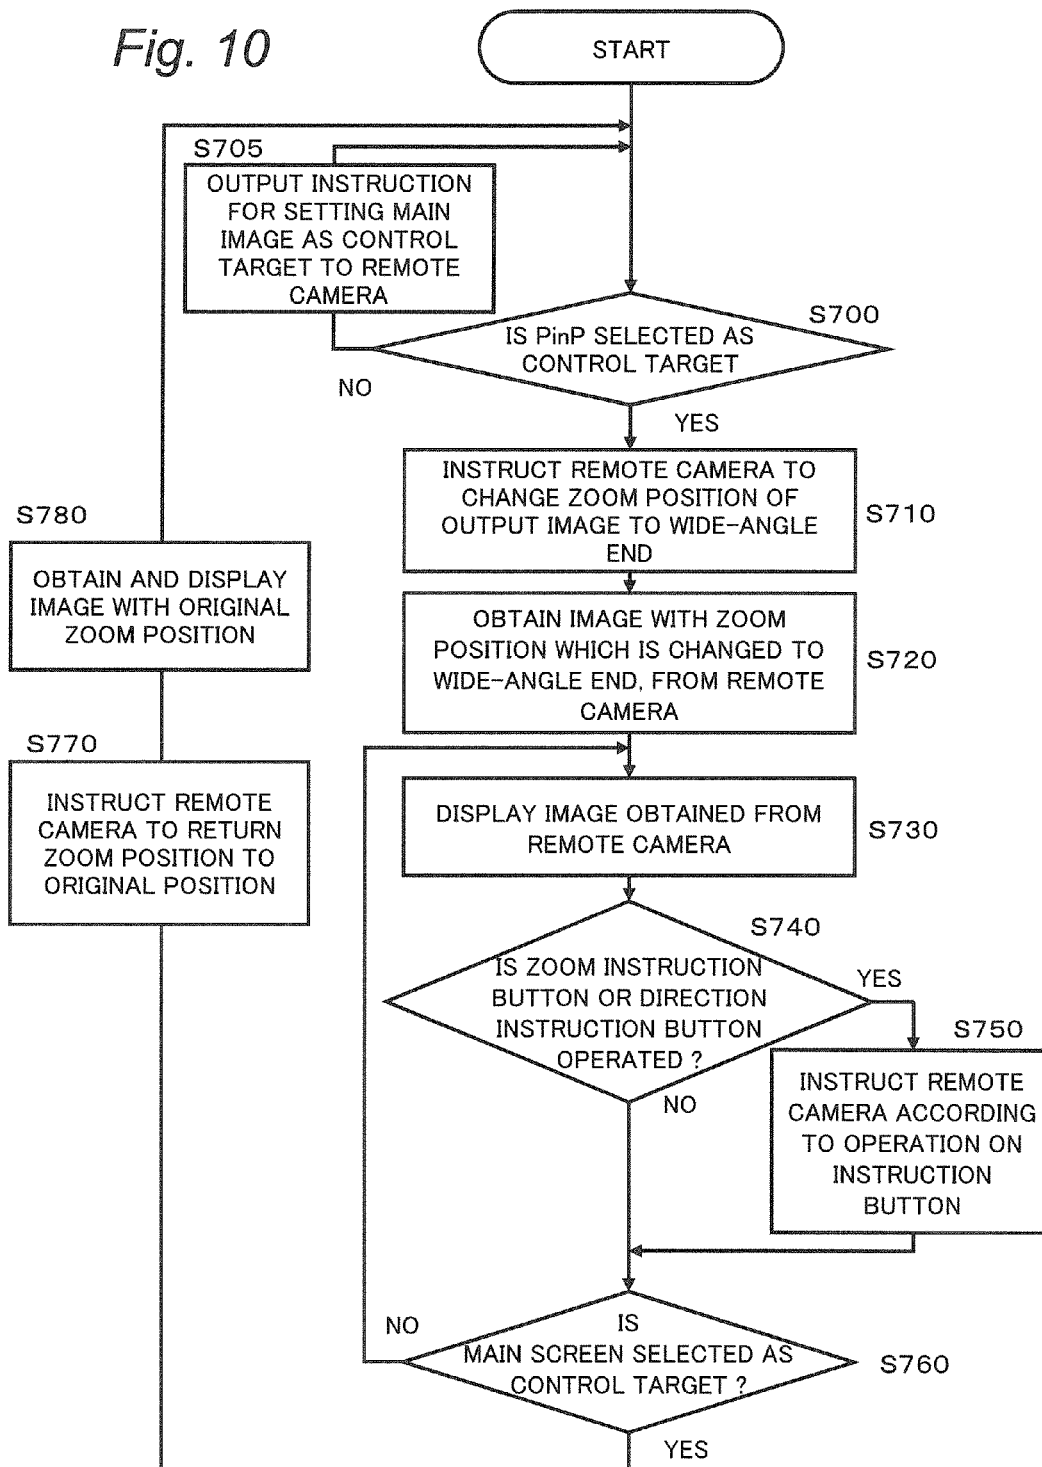 Fig. 10
START
S705
OUTPUT INSTRUCTION
FOR SETTING MAIN
IMAGE AS CONTROL
TARGET TO REMOTE
CAMERA
S700
IS PinP SELECTED AS
CONTROL TARGET
NO
YES
INSTRUCT REMOTE CAMERA TO
CHANGE ZOOM POSITION OF
OUTPUT IMAGE TO WIDE-ANGLE
END
S710
S780
OBTAIN AND DISPLAY
IMAGE WITH ORIGINAL
ZOOM POSITION
OBTAIN IMAGE WITH ZOOM
POSITION WHICH IS CHANGED TO
WIDE-ANGLE END, FROM REMOTE
CAMERA
S720
S770
INSTRUCT REMOTE
CAMERA TO RETURN
ZOOM POSITION TO
ORIGINAL POSITION
DISPLAY IMAGE OBTAINED FROM
REMOTE CAMERA
S730
S740
IS ZOOM INSTRUCTION
BUTTON OR DIRECTION
INSTRUCTION BUTTON
OPERATED ?
YES
NO
S750
INSTRUCT REMOTE
CAMERA ACCORDING
TO OPERATION ON
INSTRUCTION
BUTTON
NO
IS
MAIN SCREEN SELECTED AS
CONTROL TARGET ?
S760
YES